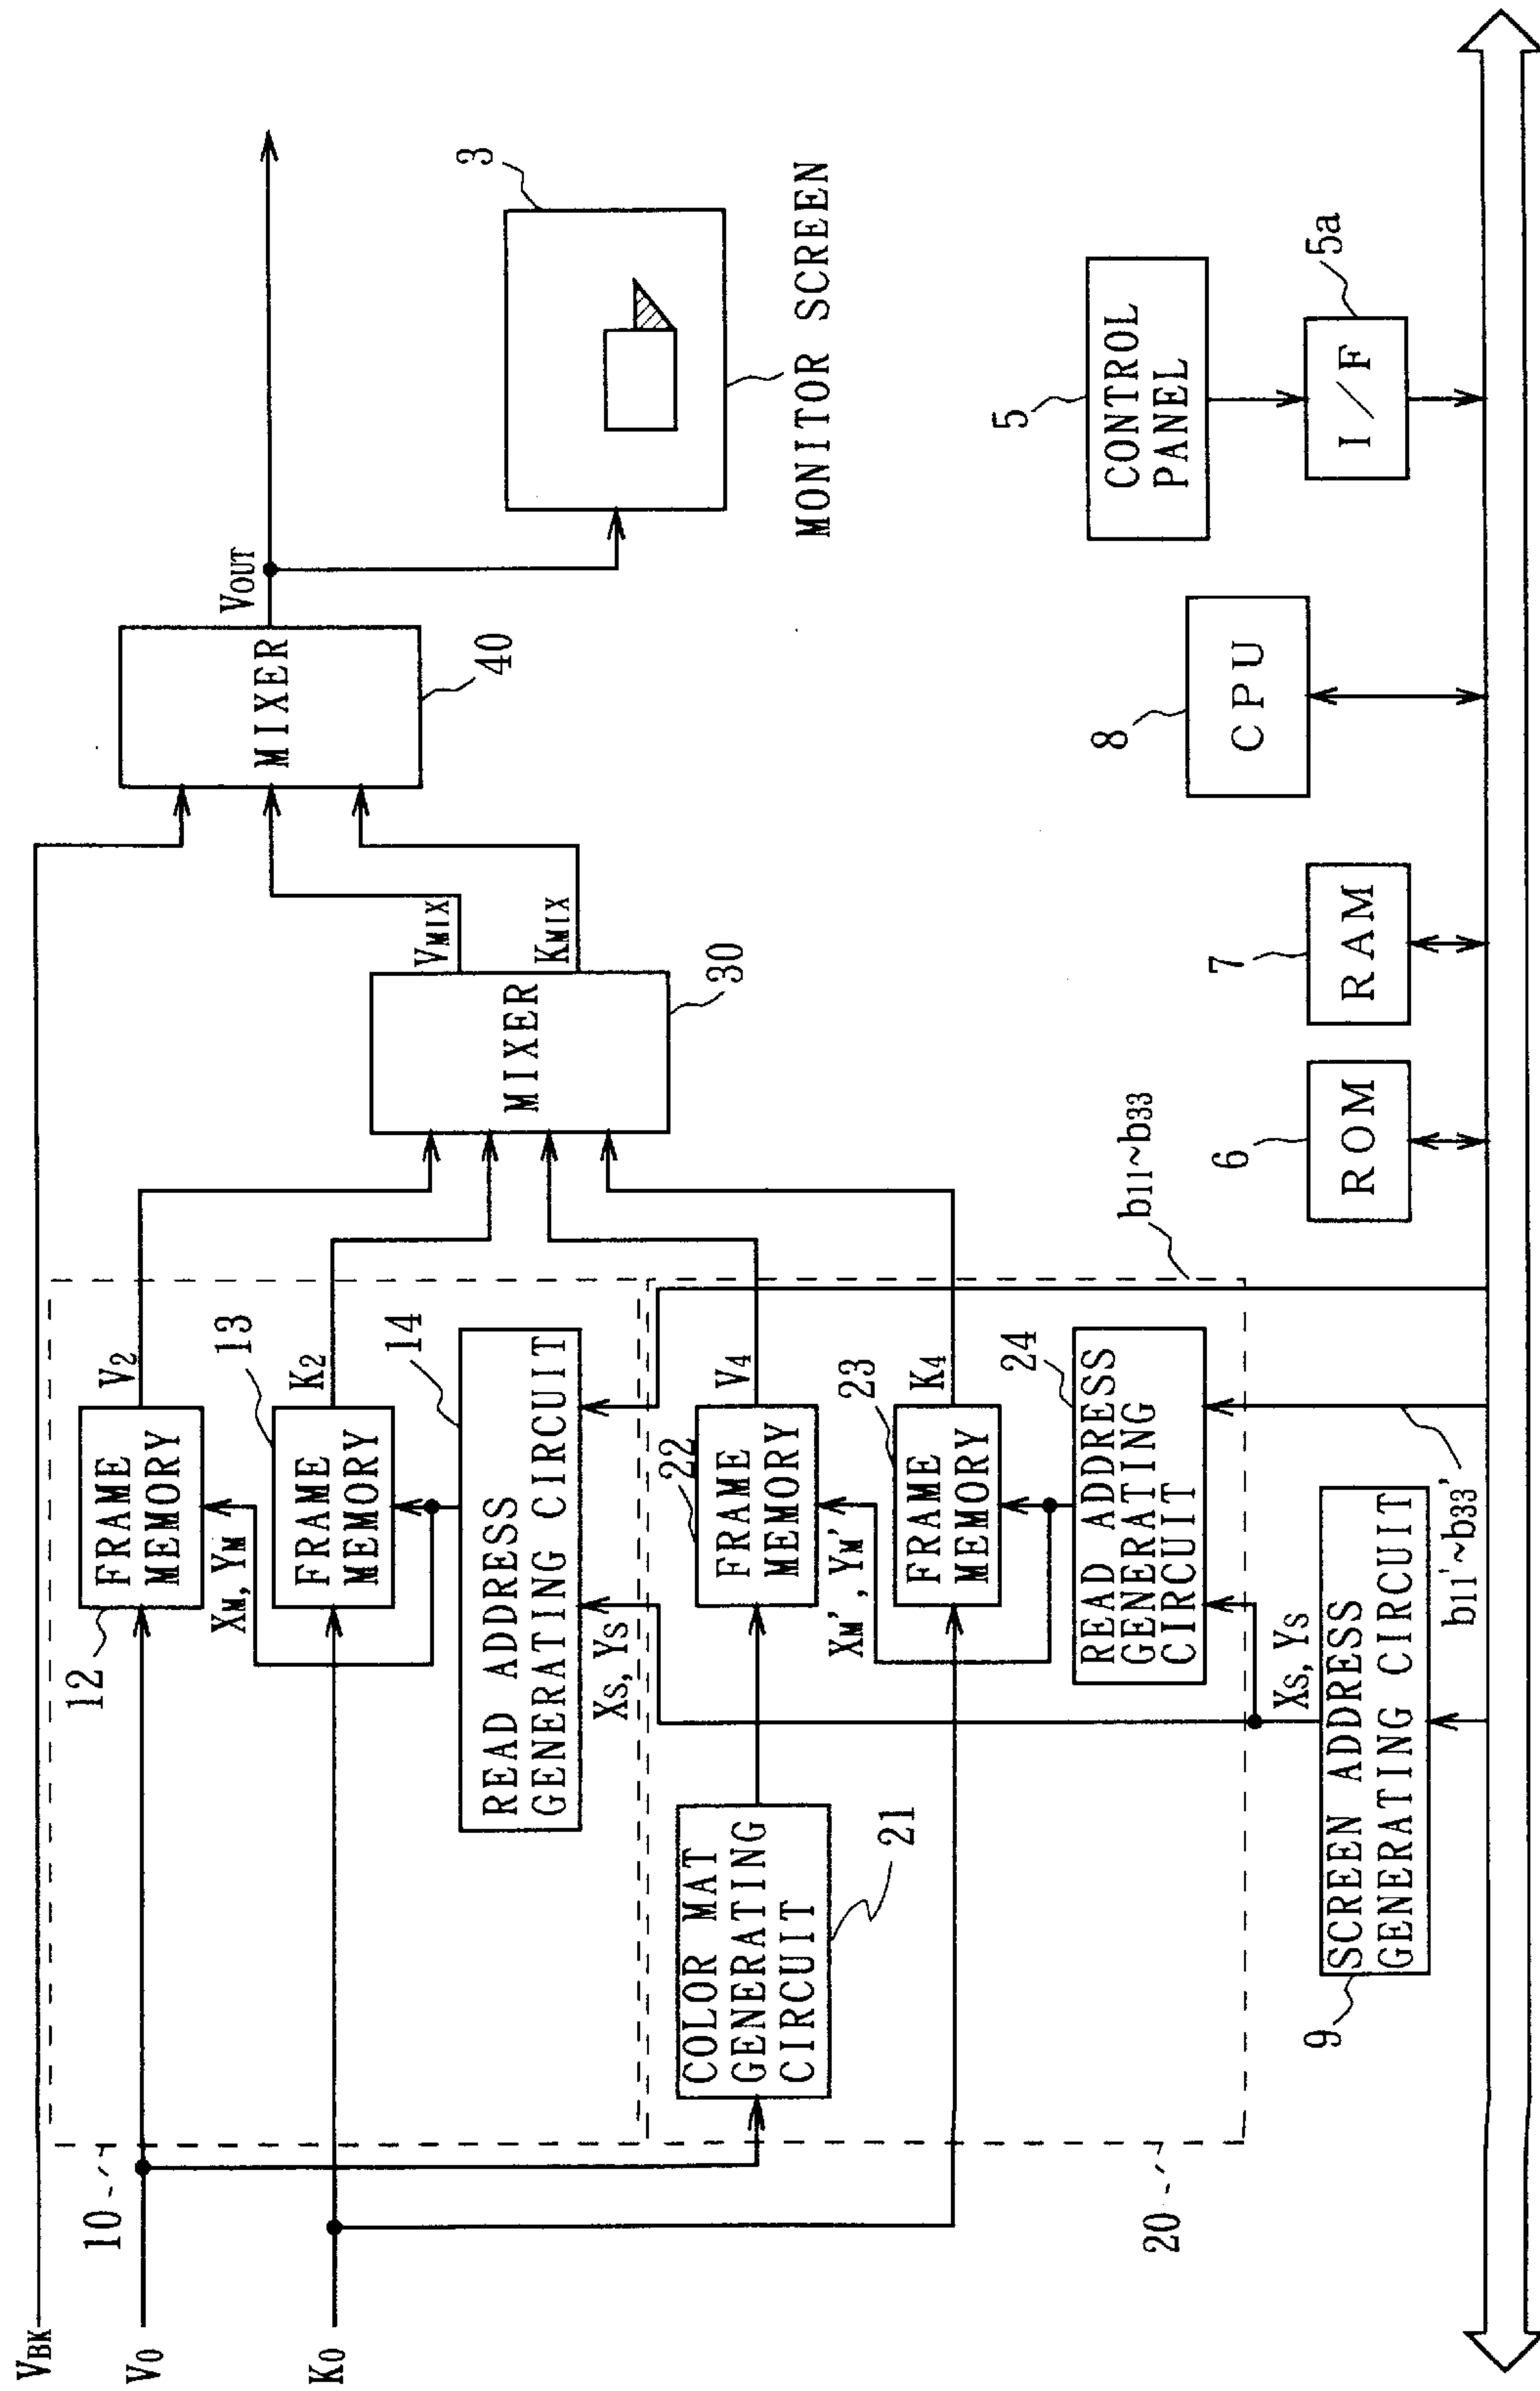 VBK
V0
K0
10
20
12
FRAME
MEMORY
V2
XM, YM
13
FRAME
MEMORY
K2
14
READ ADDRESS
GENERATING CIRCUIT
XS, YS
COLOR MAT
GENERATING
CIRCUIT
21
22
FRAME
MEMORY
V4
XM', YM'
23
FRAME
MEMORY
K4
24
READ ADDRESS
GENERATING
CIRCUIT
b11~b33
XS, YS
b11'~b33'
9
SCREEN ADDRESS
GENERATING CIRCUIT
MIXER
30
VMIX
KMIX
MIXER
40
VOUT
3
MONITOR SCREEN
6
ROM
7
RAM
8
CPU
5
CONTROL
PANEL
5a
I/F